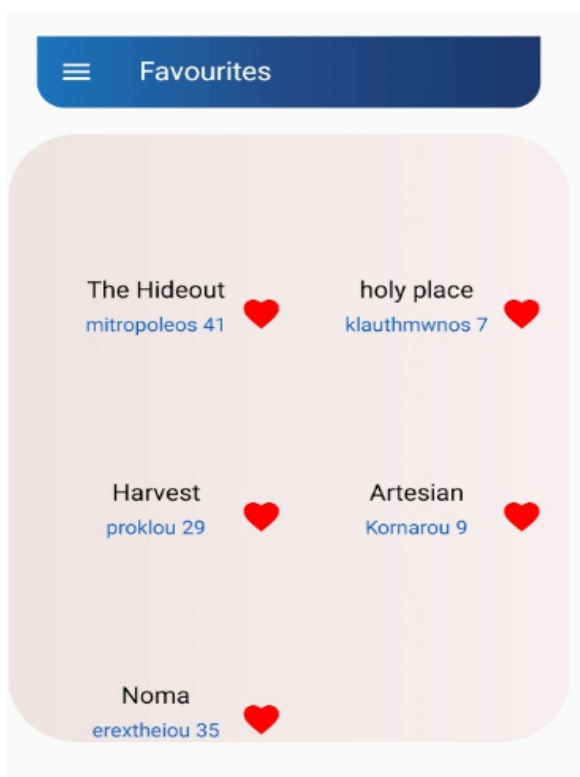 Favourites
The Hideout
mitropoleos 41
holy place
klauthmwnos 7
Harvest
proklou 29
Artesian
Kornarou 9
Noma
erextheiou 35